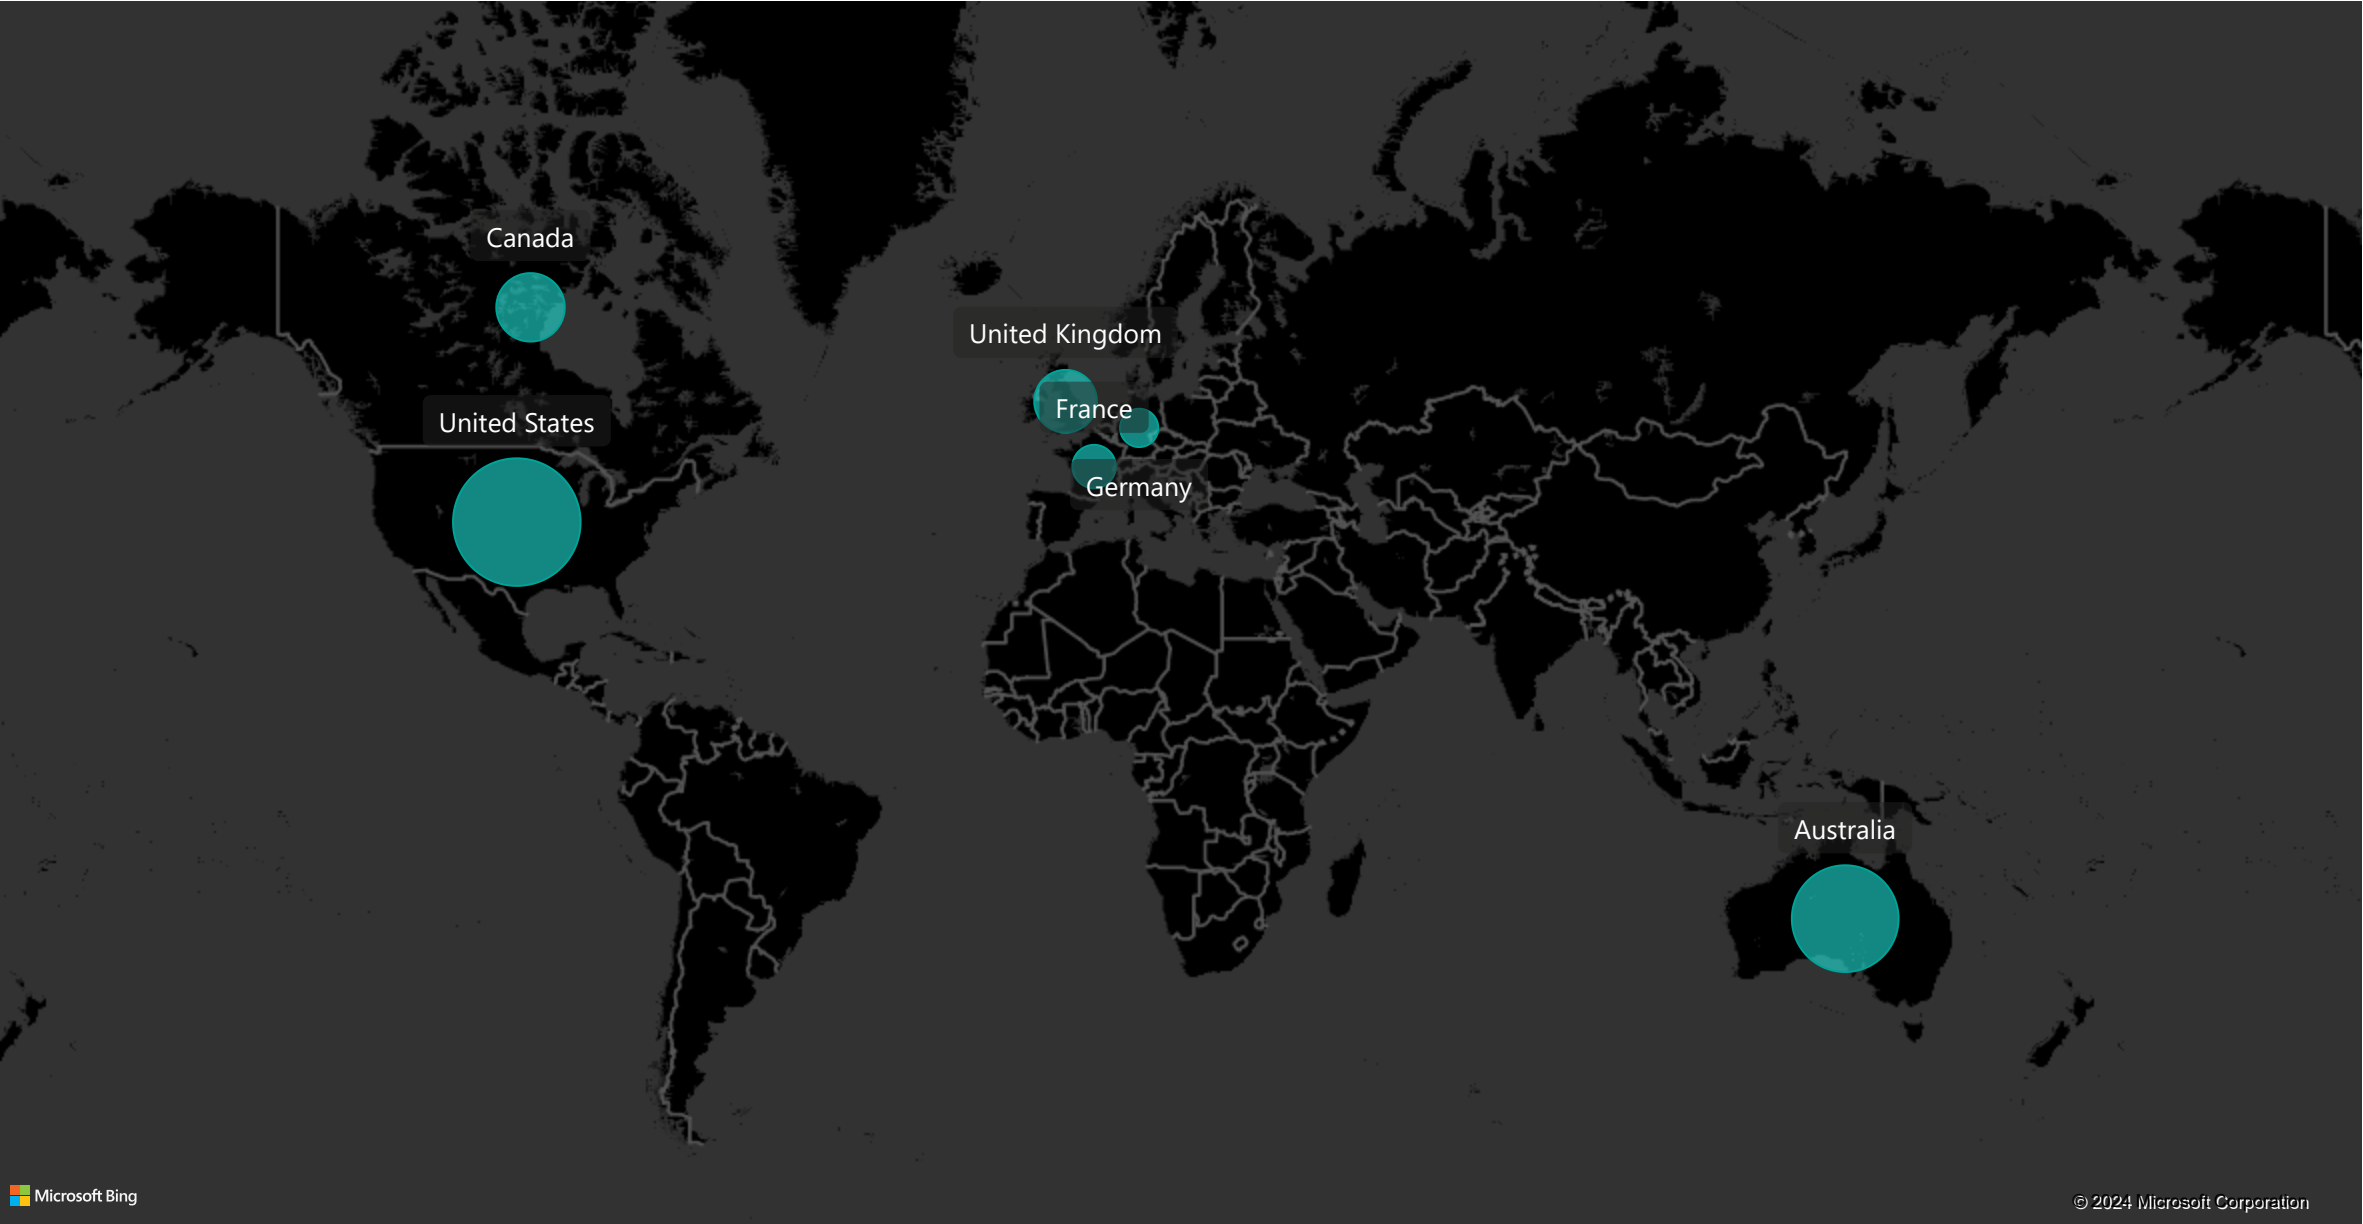 Canada
United Kingdom
France
United States
Germany
Australia
Microsoft Bing
© 2024 Microsoft Corporation